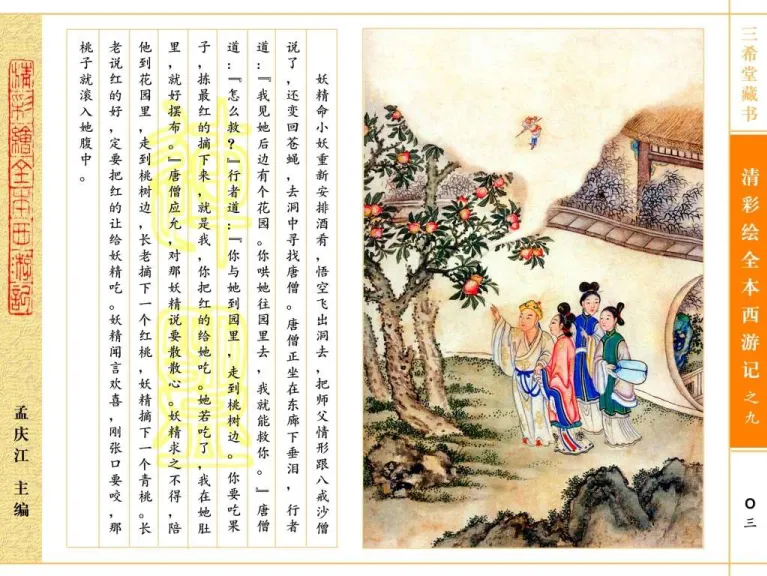 三希堂藏书
清彩绘全本西游记之九
〇三
妖精命小妖重新安排酒肴，悟空飞出洞去，把师父情形跟八戒沙僧
说了，还变回苍蝇，去洞中寻找唐僧。唐僧正坐在东廊下垂泪，行者
道：『我见她后边有个花园。你哄她往园里去，我就能救你。』唐僧
道：『怎么救？』行者道：『你与她到园里，走到桃树边。你要吃果
子，拣最红的摘下来，就是我，你把红的给她吃。她若吃了，我在她肚
里，就好摆布。』唐僧应允，对那妖精说要散散心。妖精求之不得，陪
他到花园里，走到桃树边，长老摘下一个红桃，妖精摘下一个青桃。长
老说红的好，定要把红的让给妖精吃。妖精闻言欢喜，刚张口要咬，那
桃子就滚入她腹中。
清彩繪全本西游記
孟庆江 主编